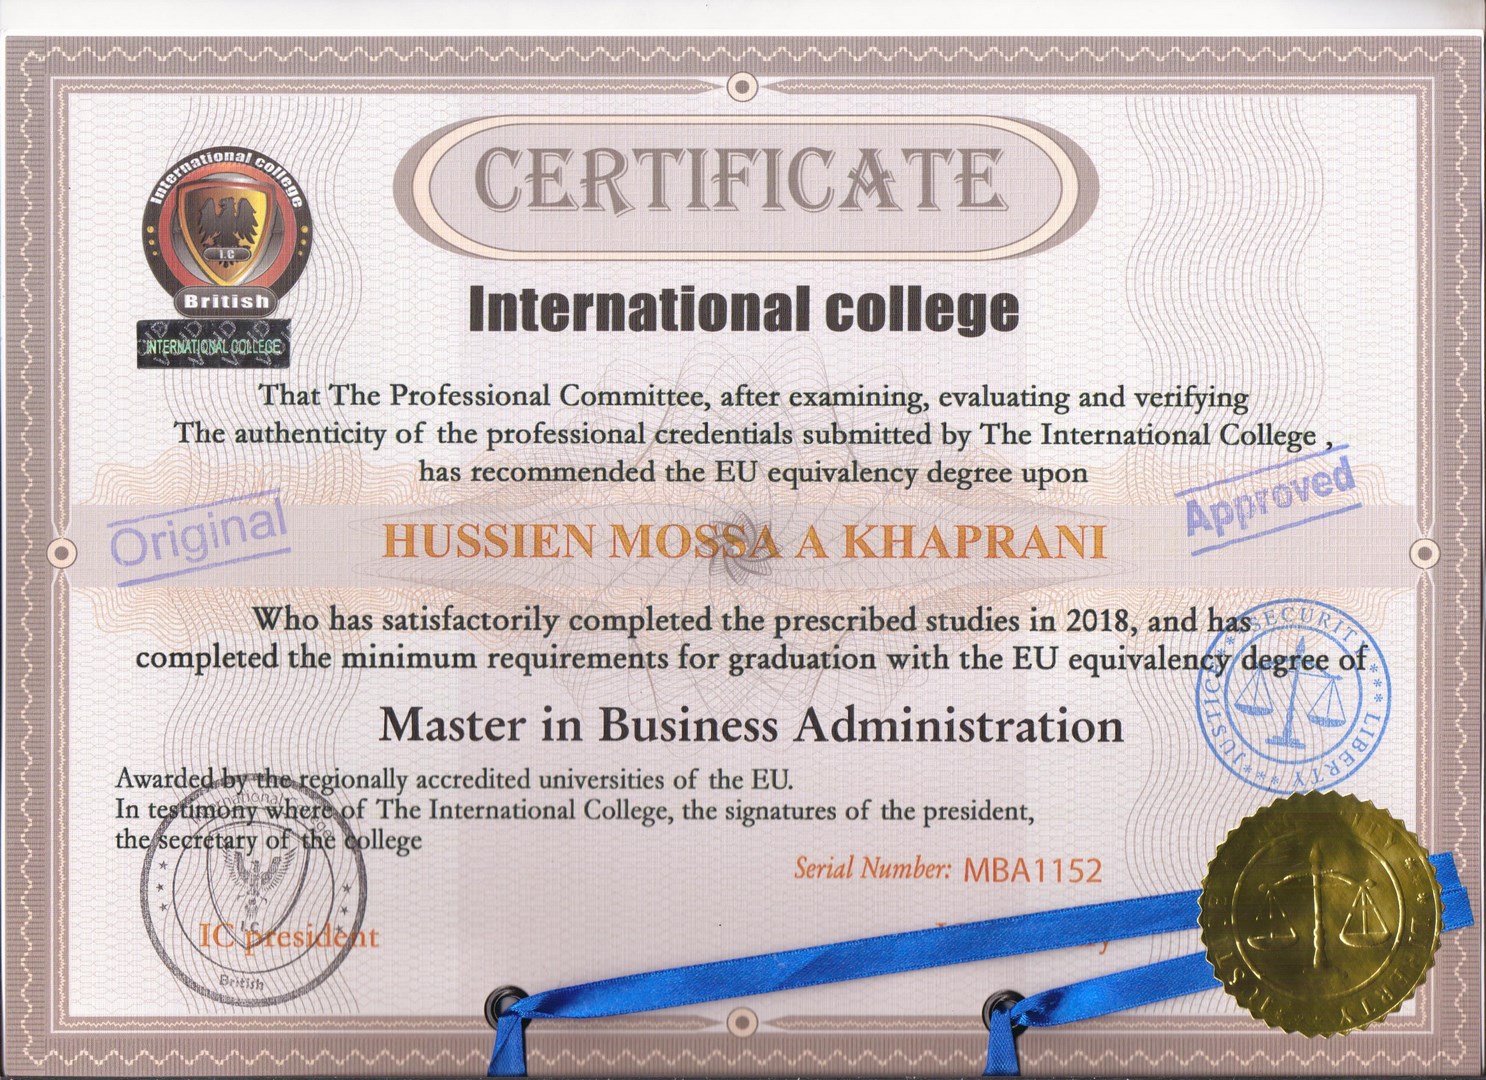 CERTIFICATE
International college
I.C
British
INTERNATIONAL COLLEGE
International college
That The Professional Committee, after examining, evaluating and verifying
The authenticity of the professional credentials submitted by The International College ,
has recommended the EU equivalency degree upon
Original
HUSSIEN MOSSA A KHAPRANI
Approved
Who has satisfactorily completed the prescribed studies in 2018, and has
completed the minimum requirements for graduation with the EU equivalency degree of
SECURITY *** LIBERTY *** JUSTICE ***
Master in Business Administration
Awarded by the regionally accredited universities of the EU.
In testimony where of The International College, the signatures of the president,
the secretary of the college
Serial Number: MBA1152
IC president
International college
I.C
British